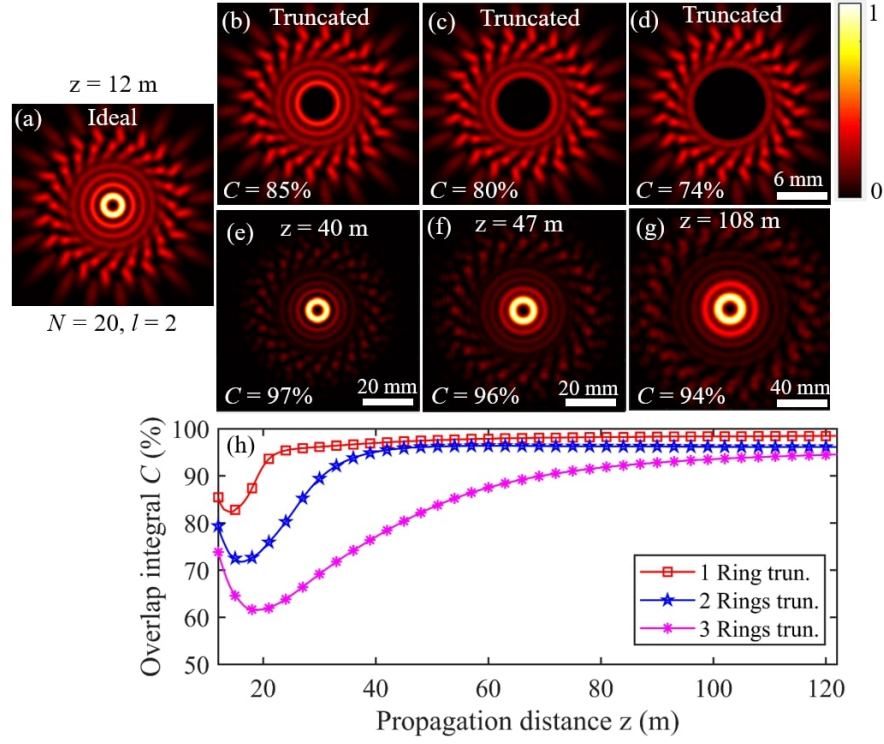 z = 12 m
(a) Ideal
N = 20, l = 2
(b) Truncated
C = 85%
(c) Truncated
C = 80%
(d) Truncated
C = 74%
6 mm
1
0
(e) z = 40 m
C = 97%
20 mm
(f) z = 47 m
C = 96%
20 mm
(g) z = 108 m
C = 94%
40 mm
(h)
Overlap integral C (%)
100
90
80
70
60
50
1 Ring trun.
2 Rings trun.
3 Rings trun.
20 40 60 80 100 120
Propagation distance z (m)